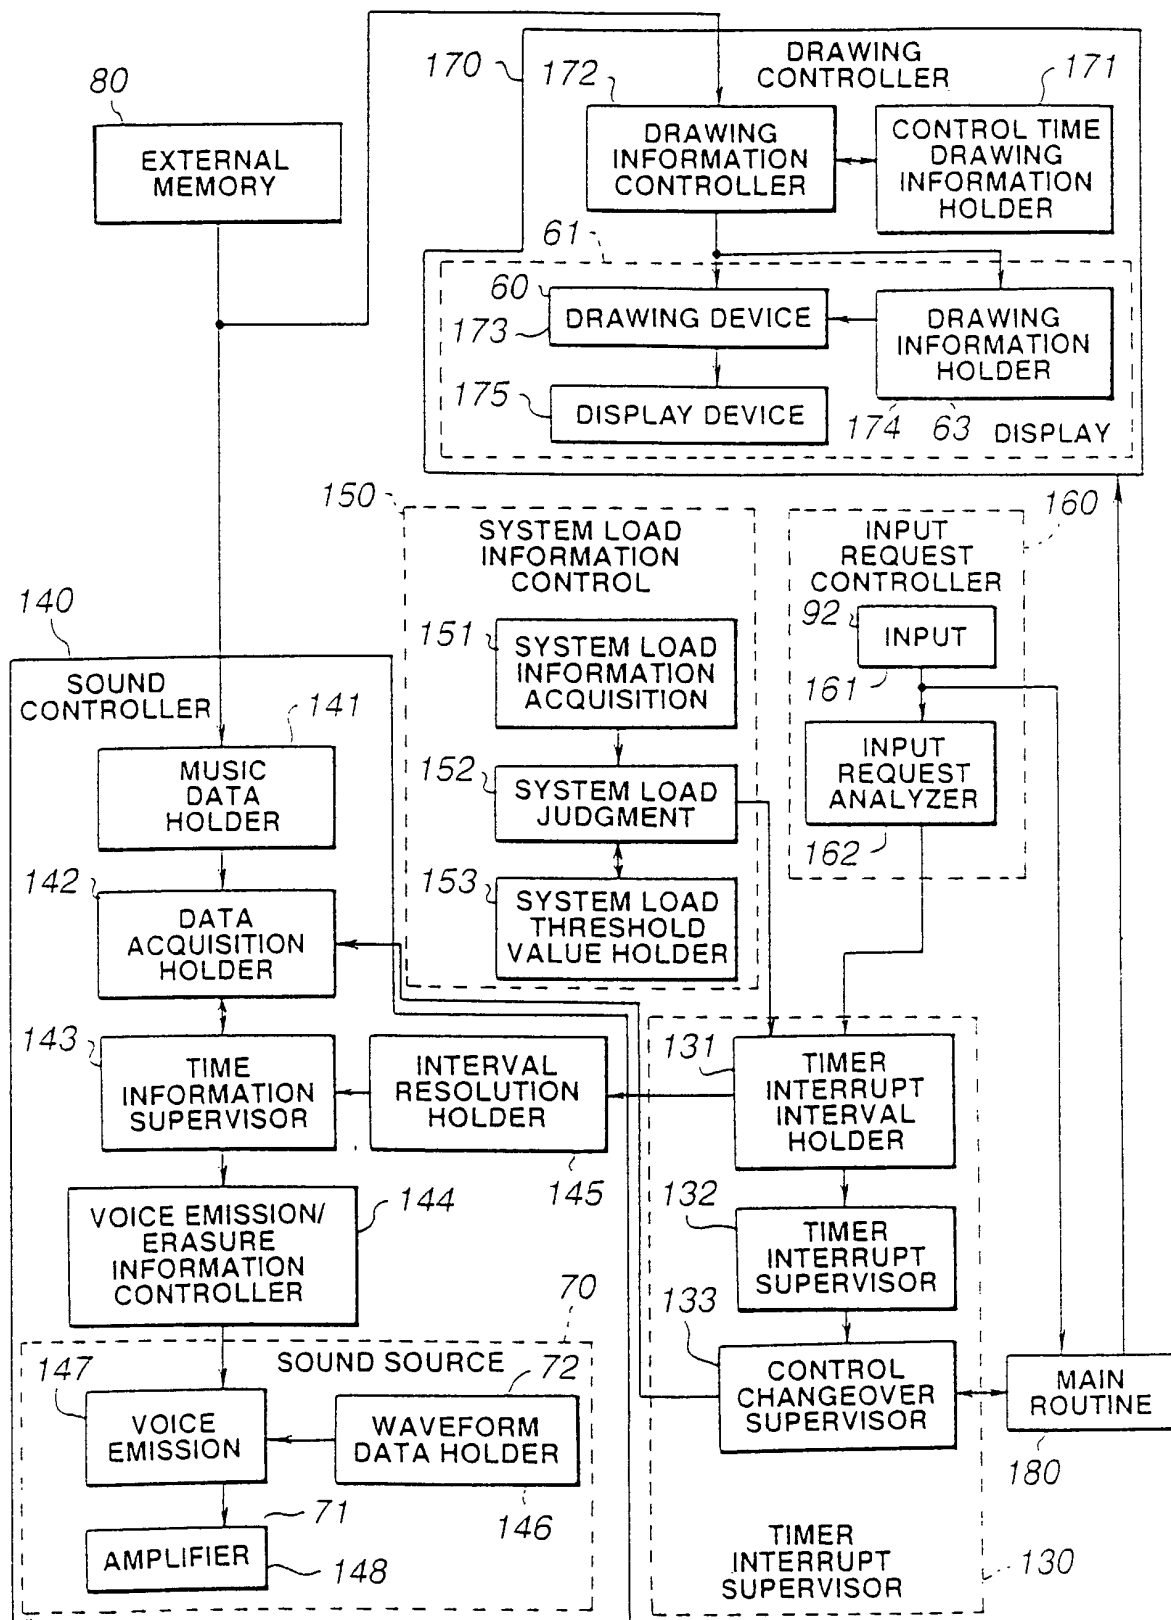 170
DRAWING
CONTROLLER
172
171
80
EXTERNAL
MEMORY
DRAWING
INFORMATION
CONTROLLER
CONTROL TIME
DRAWING
INFORMATION
HOLDER
61
60
173
DRAWING DEVICE
DRAWING
INFORMATION
HOLDER
175
DISPLAY DEVICE
174
63
DISPLAY
150
SYSTEM LOAD
INFORMATION
CONTROL
160
INPUT
REQUEST
CONTROLLER
140
SOUND
CONTROLLER
151
SYSTEM LOAD
INFORMATION
ACQUISITION
92
INPUT
161
141
MUSIC
DATA
HOLDER
152
SYSTEM LOAD
JUDGMENT
INPUT
REQUEST
ANALYZER
162
142
DATA
ACQUISITION
HOLDER
153
SYSTEM LOAD
THRESHOLD
VALUE HOLDER
143
TIME
INFORMATION
SUPERVISOR
INTERVAL
RESOLUTION
HOLDER
145
131
TIMER
INTERRUPT
INTERVAL
HOLDER
144
VOICE EMISSION/
ERASURE
INFORMATION
CONTROLLER
132
TIMER
INTERRUPT
SUPERVISOR
70
SOUND SOURCE
133
CONTROL
CHANGEOVER
SUPERVISOR
MAIN
ROUTINE
180
147
VOICE
EMISSION
72
WAVEFORM
DATA HOLDER
146
71
AMPLIFIER
148
TIMER
INTERRUPT
SUPERVISOR
130